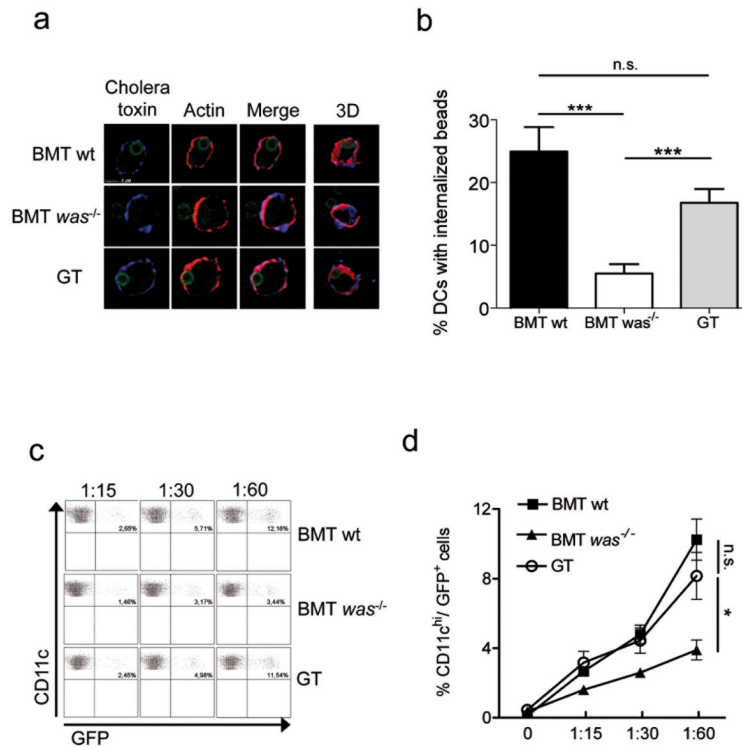 a
Cholera
toxin Actin Merge 3D
BMT wt
BMT was-/-
GT
b
n.s.
***
***
% DCs with internalized beads
30
20
10
0
BMT wt BMT was-/- GT
c
1:15 1:30 1:60
2,65% 5,71% 12,16%
BMT wt
1,46% 3,17% 3,44%
BMT was-/-
2,45% 4,98% 11,54%
GT
CD11c
GFP
d
BMT wt
BMT was-/-
GT
% CD11chi/ GFP+ cells
12
8
4
0
n.s.
*
0 1:15 1:30 1:60